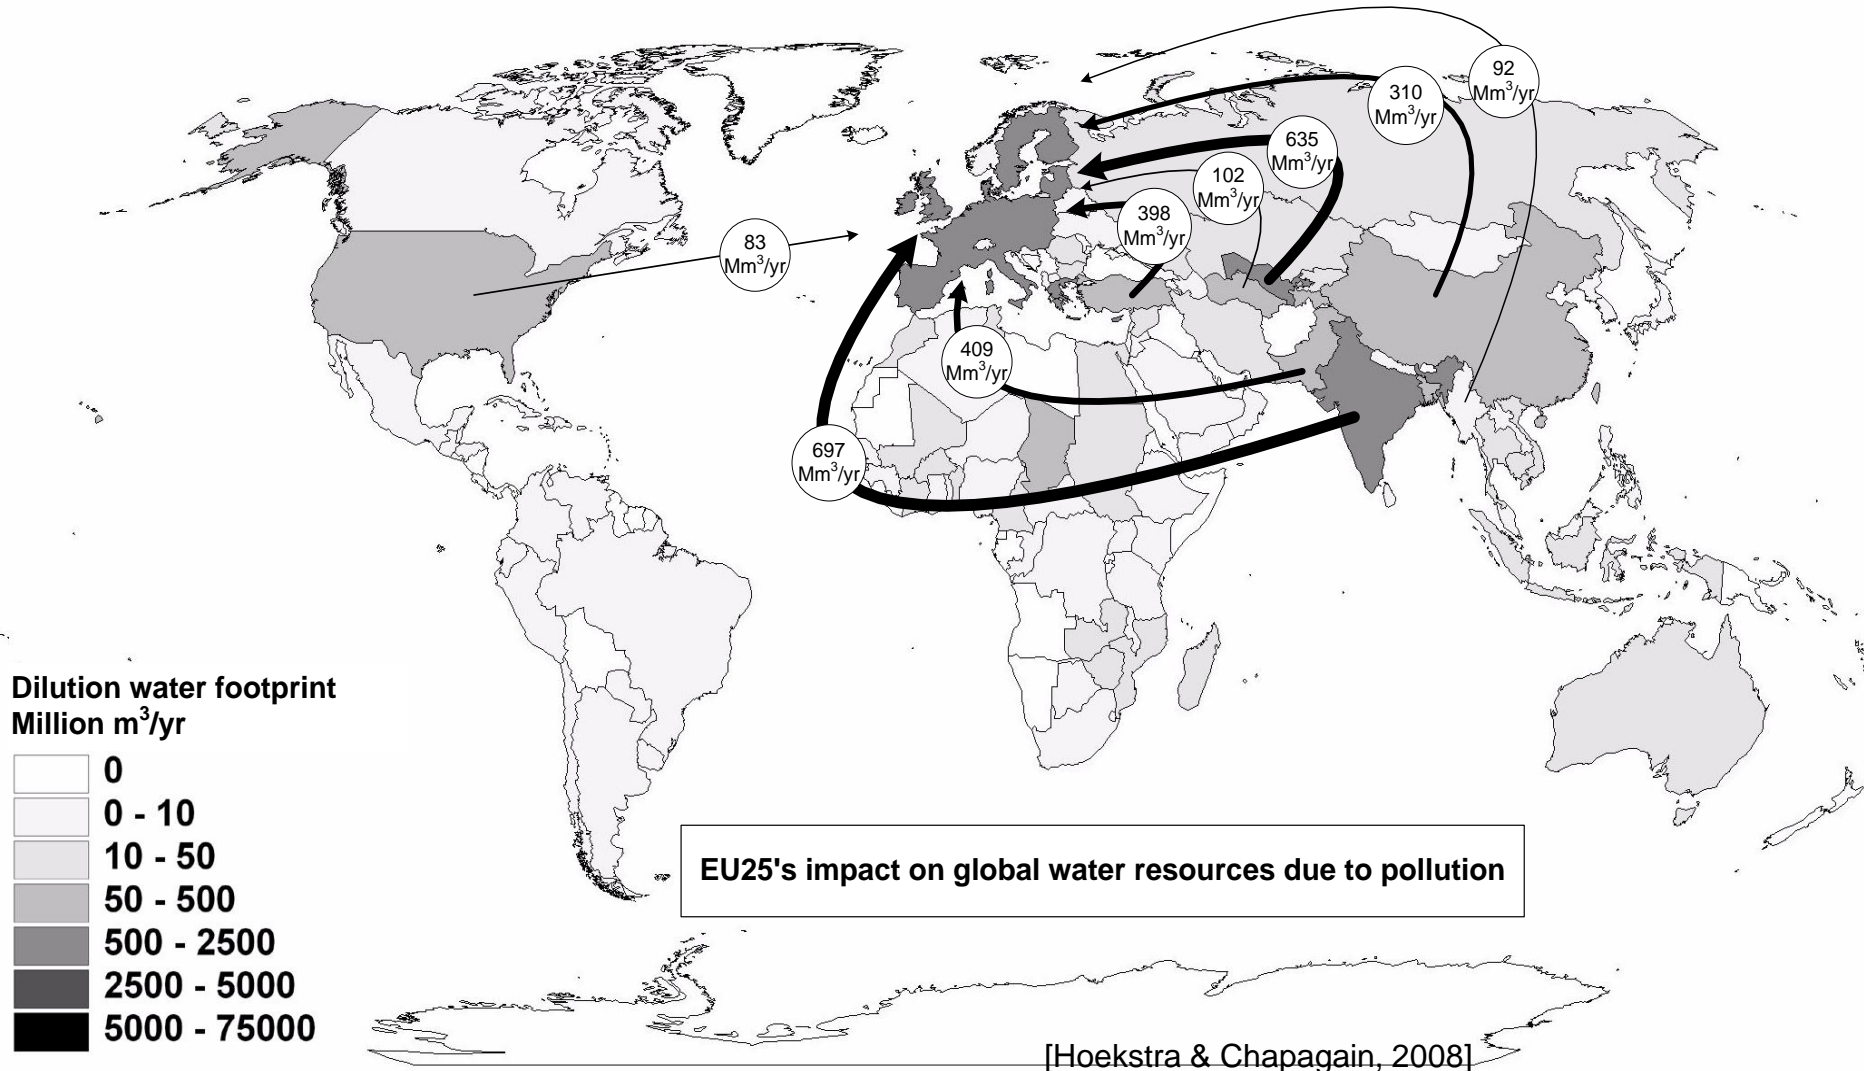 92
Mm³/yr
310
Mm³/yr
635
Mm³/yr
102
Mm³/yr
398
Mm³/yr
83
Mm³/yr
409
Mm³/yr
697
Mm³/yr
Dilution water footprint
Million m³/yr
0
0 - 10
10 - 50
50 - 500
500 - 2500
2500 - 5000
5000 - 75000
EU25's impact on global water resources due to pollution
[Hoekstra & Chapagain, 2008]